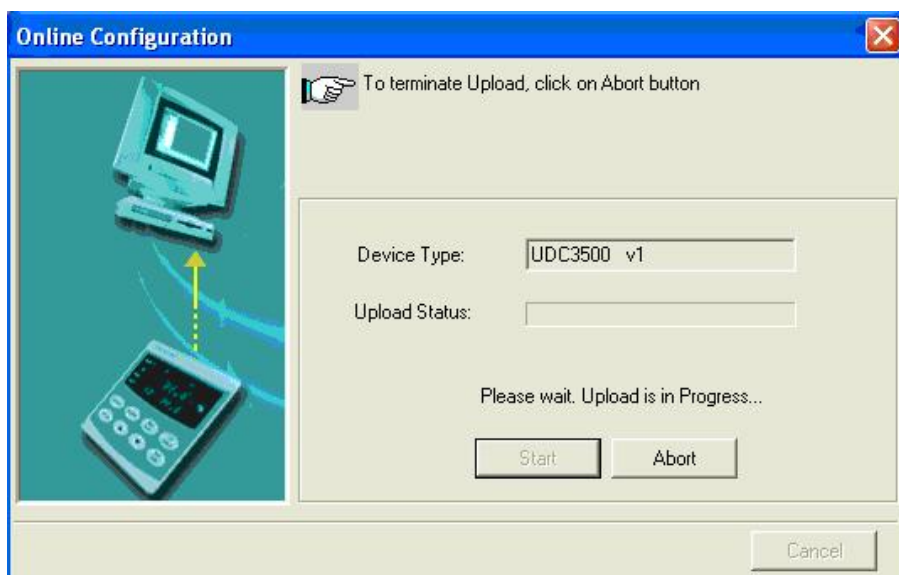 Online Configuration
To terminate Upload, click on Abort button
Device Type: UDC3500 v1
Upload Status:
Please wait. Upload is in Progress...
Start Abort
Cancel